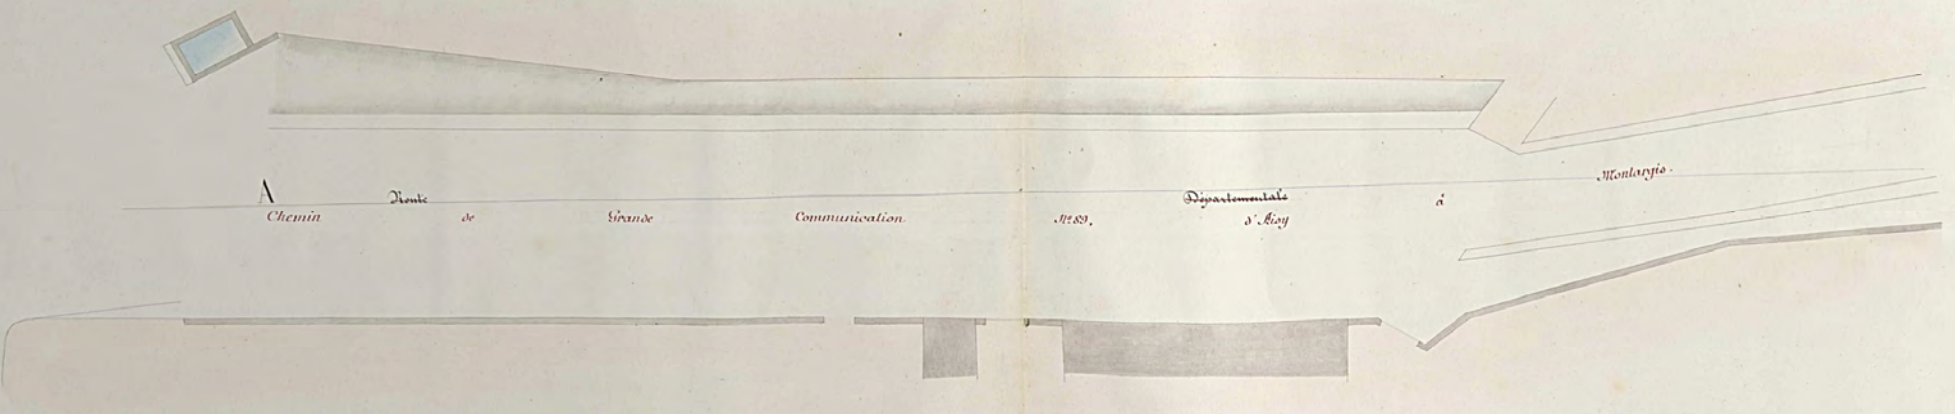 A Route Départementale à Montargis.
Chemin de Grande Communication N° 89, d'Aisy